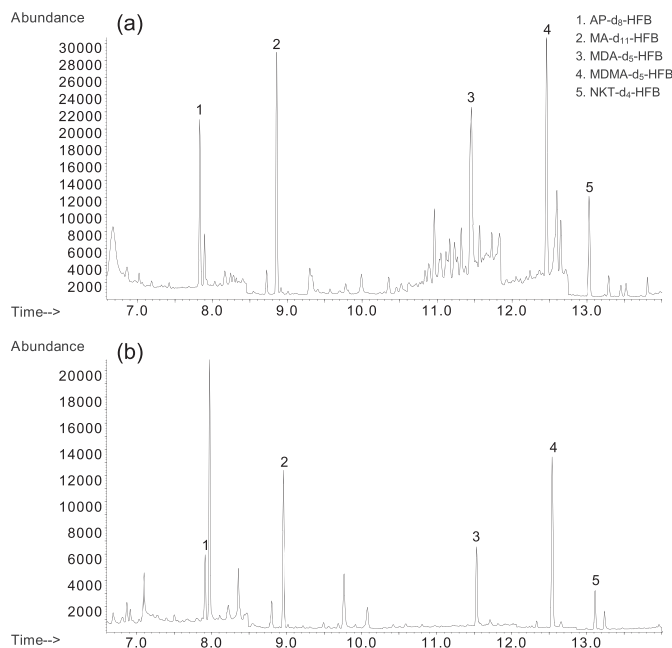 Abundance
(a)
1. AP-d8-HFB
2. MA-d11-HFB
3. MDA-d5-HFB
4. MDMA-d5-HFB
5. NKT-d4-HFB
30000
28000
26000
24000
22000
20000
18000
16000
14000
12000
10000
8000
6000
4000
2000
1
2
3
4
5
Time-->
7.0 8.0 9.0 10.0 11.0 12.0 13.0
Abundance
(b)
20000
18000
16000
14000
12000
10000
8000
6000
4000
2000
1
2
3
4
5
Time-->
7.0 8.0 9.0 10.0 11.0 12.0 13.0